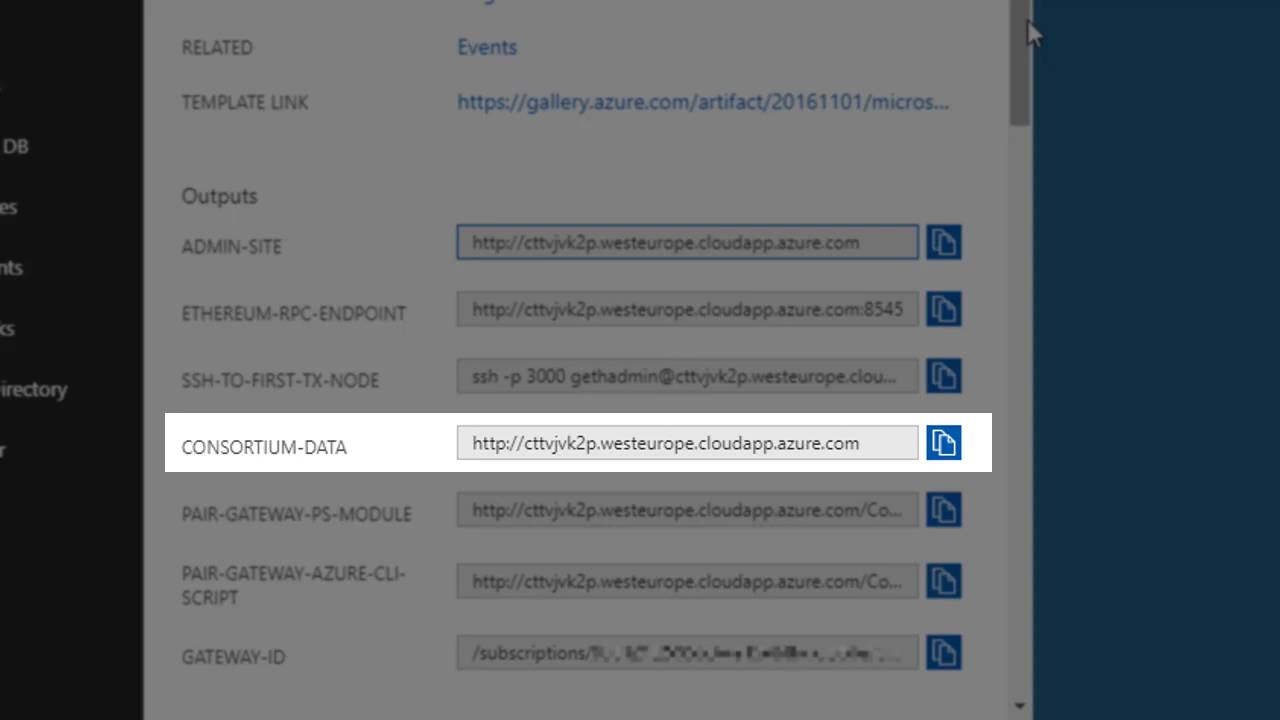 RELATED
Events
TEMPLATE LINK
https://gallery.azure.com/artifact/20161101/micros...
DB
es
Outputs
ADMIN-SITE
http://cttvjvk2p.westeurope.cloudapp.azure.com
nts
ETHEREUM-RPC-ENDPOINT
http://cttvjvk2p.westeurope.cloudapp.azure.com:8545
ks
SSH-TO-FIRST-TX-NODE
ssh -p 3000 gethadmin@cttvjvk2p.westeurope.clou...
irectory
CONSORTIUM-DATA
http://cttvjvk2p.westeurope.cloudapp.azure.com
r
PAIR-GATEWAY-PS-MODULE
http://cttvjvk2p.westeurope.cloudapp.azure.com/Co...
PAIR-GATEWAY-AZURE-CLI-
SCRIPT
http://cttvjvk2p.westeurope.cloudapp.azure.com/Co...
GATEWAY-ID
/subscriptions/